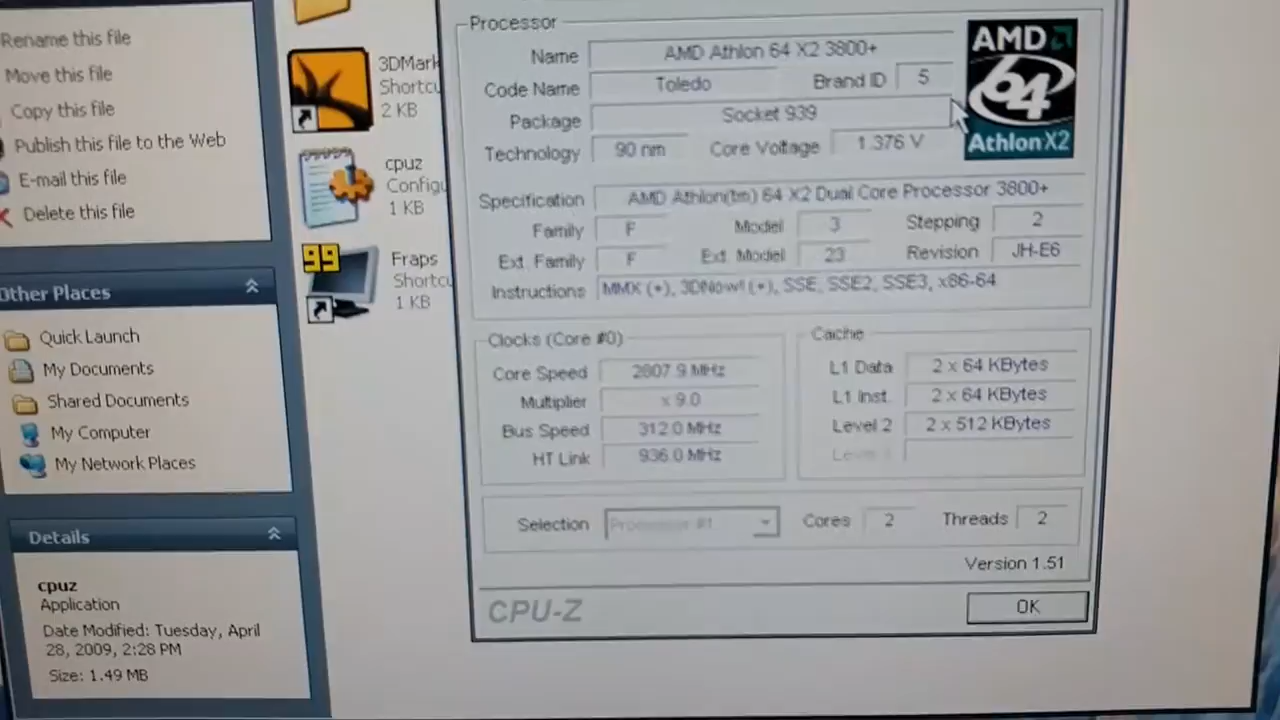 Rename this file
Move this file
Copy this file
Publish this file to the Web
E-mail this file
Delete this file
Other Places
Quick Launch
My Documents
Shared Documents
My Computer
My Network Places
Details
cpuz
Application
Date Modified: Tuesday, April
28, 2009, 2:28 PM
Size: 1.49 MB
3DMark
Shortcu
2 KB
cpuz
Configu
1 KB
99
Fraps
Shortcu
1 KB
Processor
Name AMD Athlon 64 X2 3800+
Code Name Toledo Brand ID 5
Package Socket 939
Technology 90 nm Core Voltage 1.376 V
AMD
64
Athlon X2
Specification AMD Athlon(tm) 64 X2 Dual Core Processor 3800+
Family F Model 3 Stepping 2
Ext. Family F Ext. Model 23 Revision JH-E6
Instructions MMX (+), 3DNow! (+), SSE, SSE2, SSE3, x86-64
Clocks (Core #0)
Core Speed 2807.9 MHz
Multiplier x 9.0
Bus Speed 312.0 MHz
HT Link 936.0 MHz
Cache
L1 Data 2 x 64 KBytes
L1 Inst. 2 x 64 KBytes
Level 2 2 x 512 KBytes
Level
Selection Processor #1 Cores 2 Threads 2
Version 1.51
CPU-Z
OK